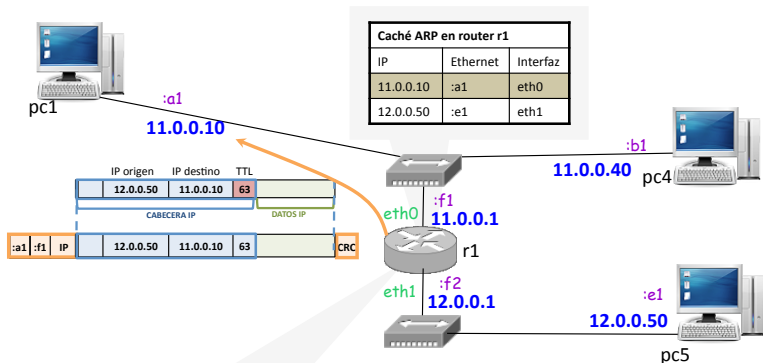 Caché ARP en router r1
IP Ethernet Interfaz
11.0.0.10 :a1 eth0
12.0.0.50 :e1 eth1
pc1
:a1
11.0.0.10
:b1
11.0.0.40
pc4
IP origen IP destino TTL
12.0.0.50 11.0.0.10 63
CABECERA IP DATOS IP
:a1 :f1 IP 12.0.0.50 11.0.0.10 63 CRC
eth0
:f1
11.0.0.1
r1
eth1
:f2
12.0.0.1
:e1
12.0.0.50
pc5